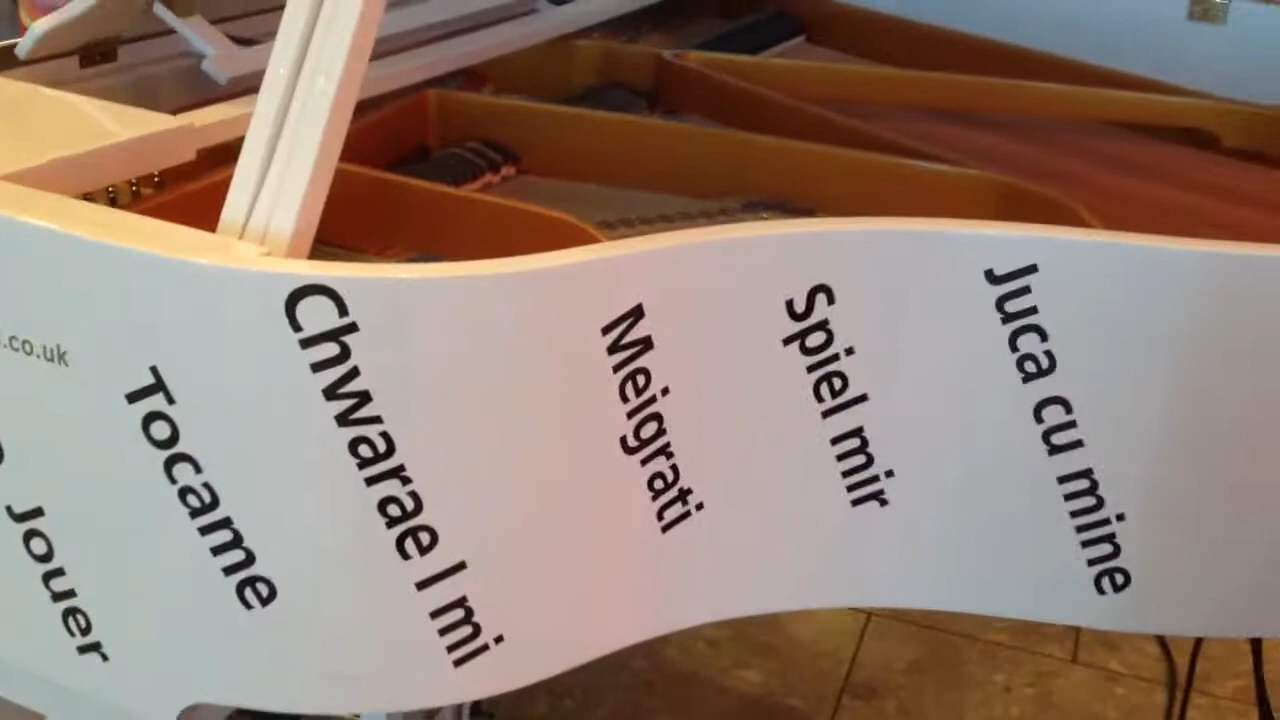 .co.uk
Jouer
Tocame
Chwarae I mi
Meigrati
Spiel mir
Juca cu mine